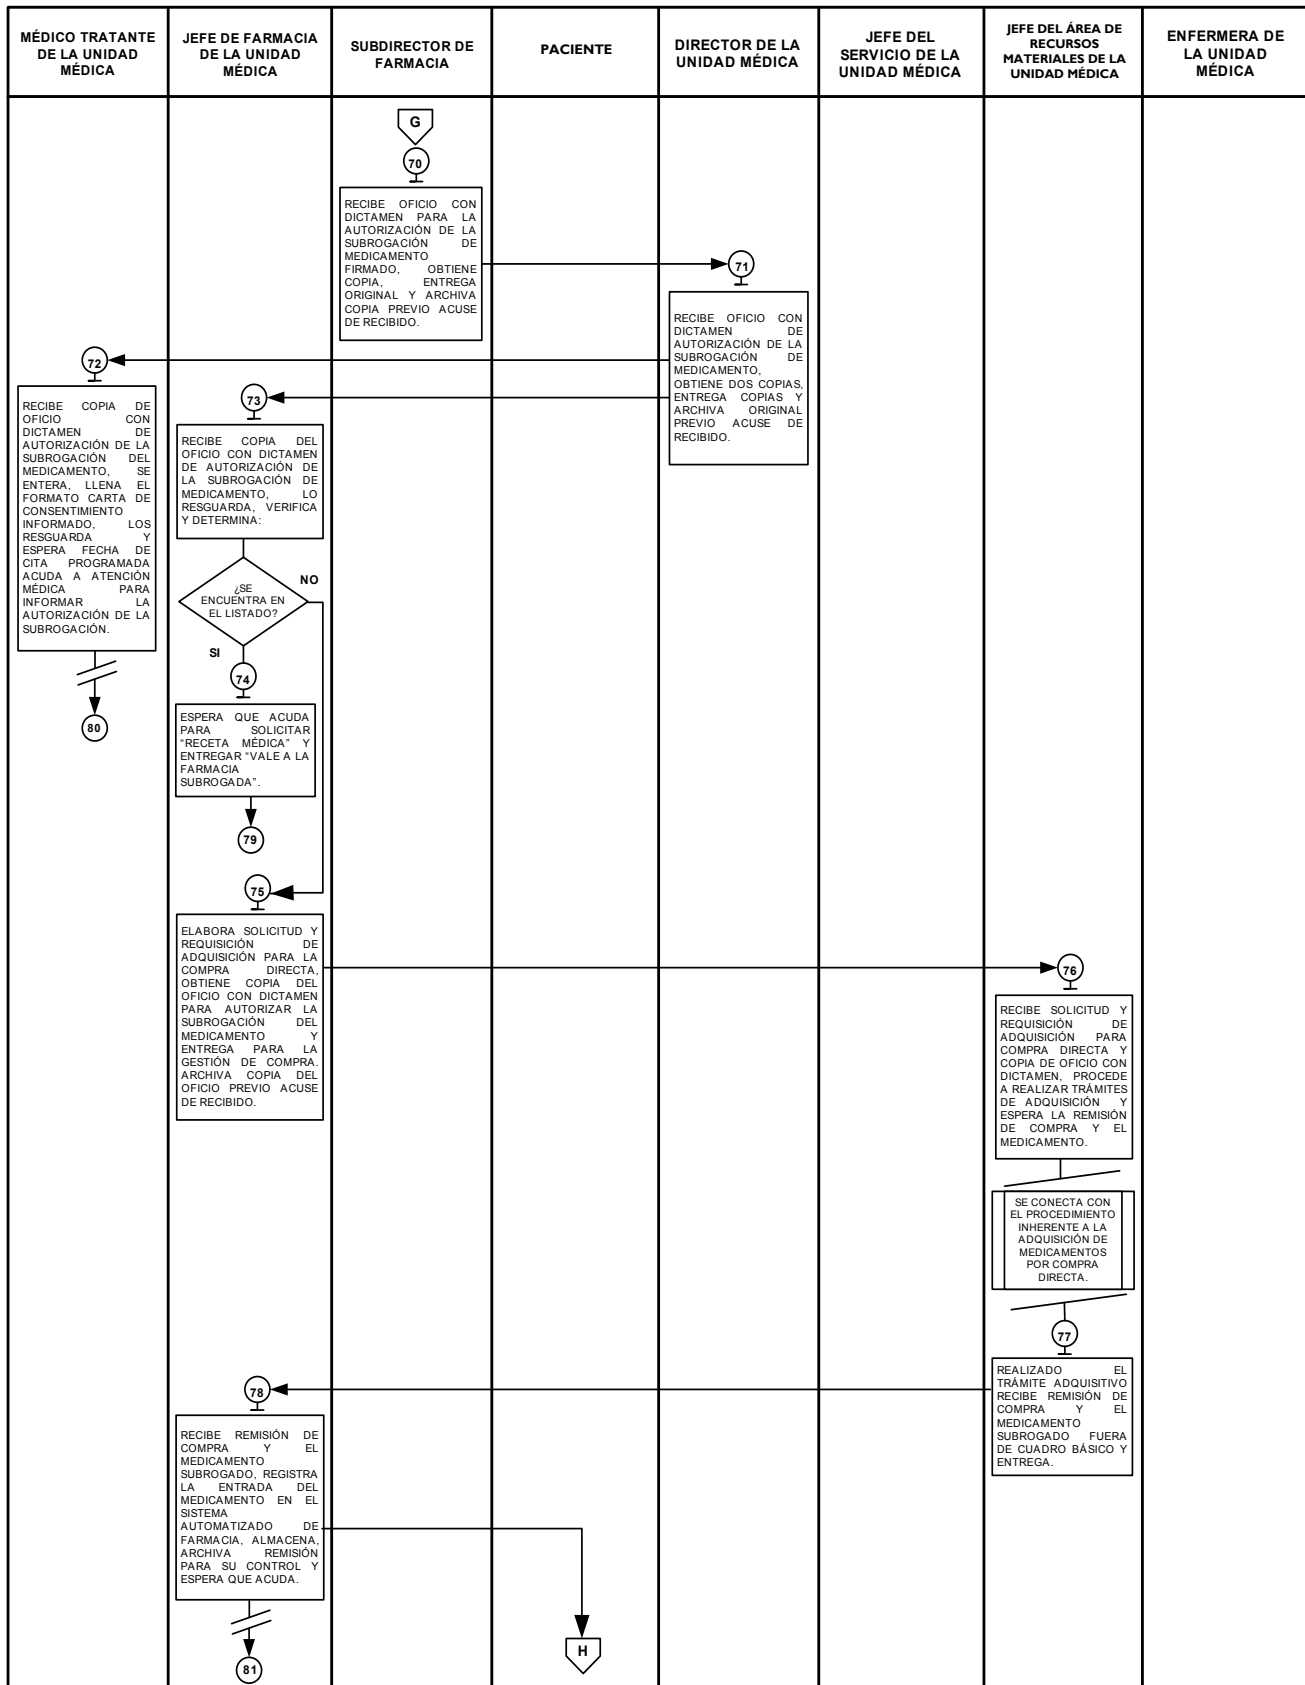 MÉDICO TRATANTE
DE LA UNIDAD
MÉDICA
JEFE DE FARMACIA
DE LA UNIDAD
MÉDICA
SUBDIRECTOR DE
FARMACIA
PACIENTE
DIRECTOR DE LA
UNIDAD MÉDICA
JEFE DEL
SERVICIO DE LA
UNIDAD MÉDICA
JEFE DEL ÁREA DE
RECURSOS
MATERIALES DE LA
UNIDAD MÉDICA
ENFERMERA DE
LA UNIDAD
MÉDICA
G
70
RECIBE OFICIO CON
DICTAMEN PARA LA
AUTORIZACIÓN DE LA
SUBROGACIÓN DE
MEDICAMENTO
FIRMADO, OBTIENE
COPIA, ENTREGA
ORIGINAL Y ARCHIVA
COPIA PREVIO ACUSE
DE RECIBIDO.
71
RECIBE OFICIO CON
DICTAMEN DE
AUTORIZACIÓN DE LA
SUBROGACIÓN DE
MEDICAMENTO,
OBTIENE DOS COPIAS,
ENTREGA COPIAS Y
ARCHIVA ORIGINAL
PREVIO ACUSE DE
RECIBIDO.
72
RECIBE COPIA DE
OFICIO CON
DICTAMEN DE
AUTORIZACIÓN DE LA
SUBROGACIÓN DEL
MEDICAMENTO, SE
ENTERA, LLENA EL
FORMATO CARTA DE
CONSENTIMIENTO
INFORMADO, LOS
RESGUARDA Y
ESPERA FECHA DE
CITA PROGRAMADA
ACUDA A ATENCIÓN
MÉDICA PARA
INFORMAR LA
AUTORIZACIÓN DE LA
SUBROGACIÓN.
80
73
RECIBE COPIA DEL
OFICIO CON DICTAMEN
DE AUTORIZACIÓN DE
LA SUBROGACIÓN DE
MEDICAMENTO, LO
RESGUARDA, VERIFICA
Y DETERMINA:
¿SE
ENCUENTRA EN
EL LISTADO?
NO
SI
74
ESPERA QUE ACUDA
PARA SOLICITAR
"RECETA MÉDICA" Y
ENTREGAR "VALE A LA
FARMACIA
SUBROGADA".
79
75
ELABORA SOLICITUD Y
REQUISICIÓN DE
ADQUISICIÓN PARA LA
COMPRA DIRECTA,
OBTIENE COPIA DEL
OFICIO CON DICTAMEN
PARA AUTORIZAR LA
SUBROGACIÓN DEL
MEDICAMENTO Y
ENTREGA PARA LA
GESTIÓN DE COMPRA.
ARCHIVA COPIA DEL
OFICIO PREVIO ACUSE
DE RECIBIDO.
76
RECIBE SOLICITUD Y
REQUISICIÓN DE
ADQUISICIÓN PARA
COMPRA DIRECTA Y
COPIA DE OFICIO CON
DICTAMEN, PROCEDE
A REALIZAR TRÁMITES
DE ADQUISICIÓN Y
ESPERA LA REMISIÓN
DE COMPRA Y EL
MEDICAMENTO.
SE CONECTA CON
EL PROCEDIMIENTO
INHERENTE A LA
ADQUISICIÓN DE
MEDICAMENTOS
POR COMPRA
DIRECTA.
77
REALIZADO EL
TRÁMITE ADQUISITIVO
RECIBE REMISIÓN DE
COMPRA Y EL
MEDICAMENTO
SUBROGADO FUERA
DE CUADRO BÁSICO Y
ENTREGA.
78
RECIBE REMISIÓN DE
COMPRA Y EL
MEDICAMENTO
SUBROGADO, REGISTRA
LA ENTRADA DEL
MEDICAMENTO EN EL
SISTEMA
AUTOMATIZADO DE
FARMACIA, ALMACENA,
ARCHIVA REMISIÓN
PARA SU CONTROL Y
ESPERA QUE ACUDA.
H
81